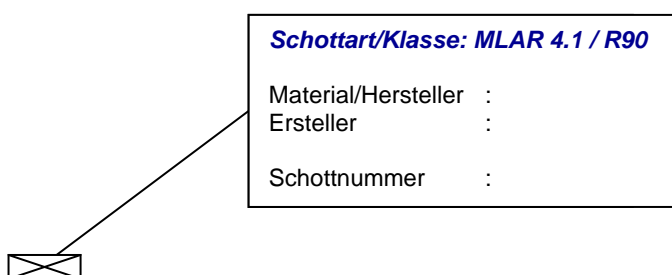 Schottart/Klasse: MLAR 4.1 / R90
Material/Hersteller :
Ersteller :
Schottnummer :